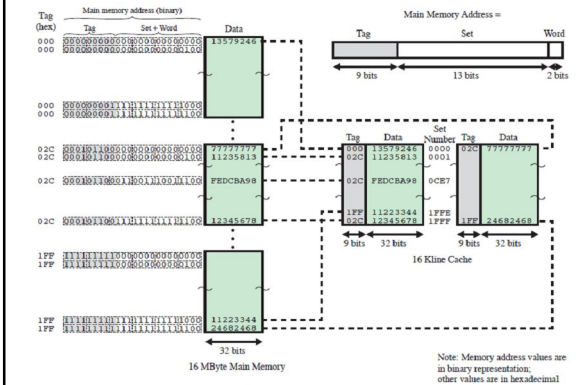 Main memory address (binary)
Tag
(hex)
Tag
Set + Word
Data
000
13579246
000
000
000
02C
77777777
02C
11235813
02C
FEDCBA98
02C
12345678
1FF
1FF
1FF
11223344
1FF
24682468
32 bits
16 MByte Main Memory
Main Memory Address =
Tag
Set
Word
9 bits
13 bits
2 bits
Tag
Data
Set
Number
Tag
Data
000
13579246
0000
02C
77777777
02C
11235813
0001
02C
FEDCBA98
0CE7
1FF
11223344
1FFE
02C
12345678
1FFF
1FF
24682468
9 bits
32 bits
9 bits
32 bits
16 Kline Cache
Note: Memory address values are
in binary representation;
other values are in hexadecimal